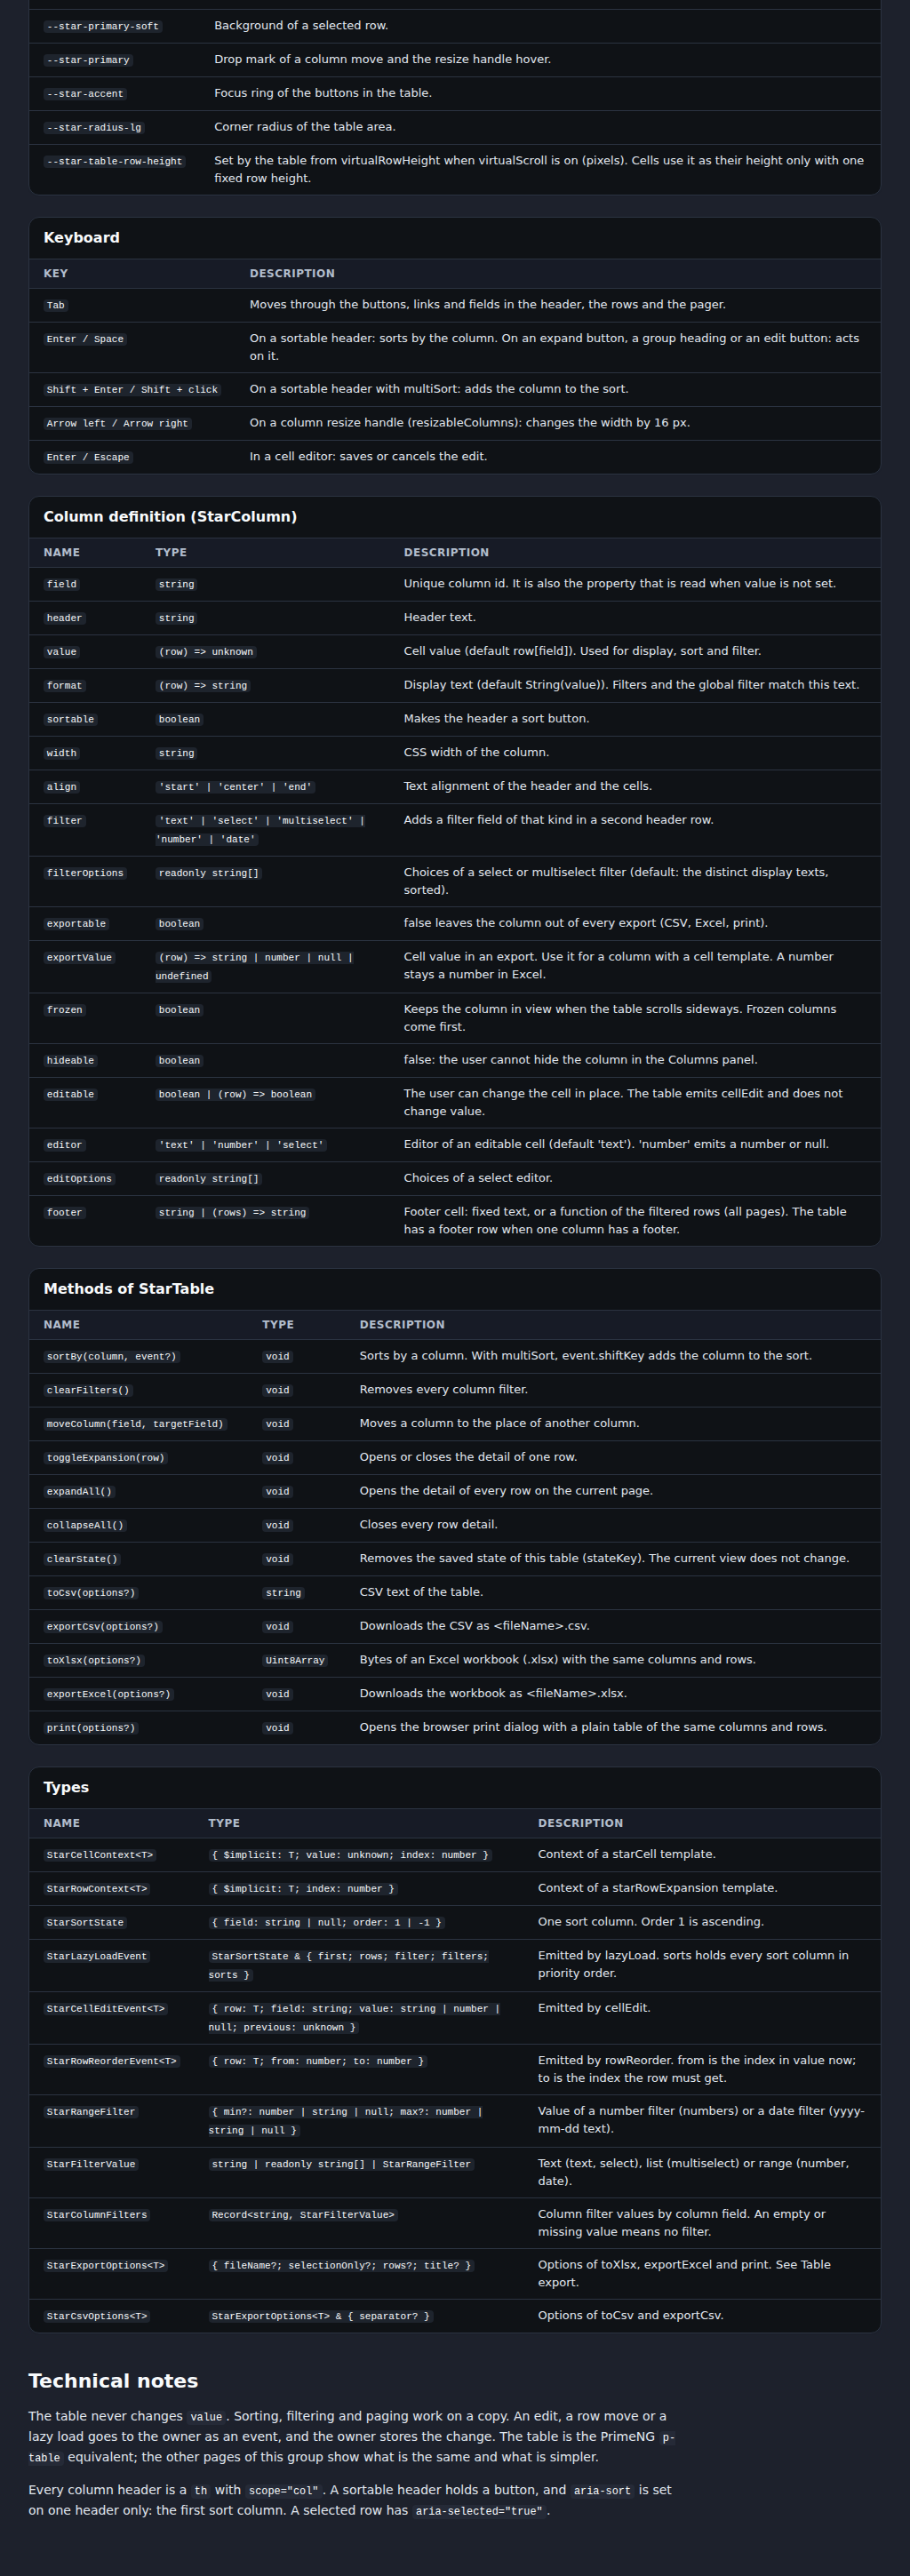 --star-primary-soft Background of a selected row.
--star-primary Drop mark of a column move and the resize handle hover.
--star-accent Focus ring of the buttons in the table.
--star-radius-lg Corner radius of the table area.
--star-table-row-height Set by the table from virtualRowHeight when virtualScroll is on (pixels). Cells use it as their height only with one
fixed row height.
Keyboard
KEY DESCRIPTION
Tab Moves through the buttons, links and fields in the header, the rows and the pager.
Enter / Space On a sortable header: sorts by the column. On an expand button, a group heading or an edit button: acts
on it.
Shift + Enter / Shift + click On a sortable header with multiSort: adds the column to the sort.
Arrow left / Arrow right On a column resize handle (resizableColumns): changes the width by 16 px.
Enter / Escape In a cell editor: saves or cancels the edit.
Column definition (StarColumn)
NAME TYPE DESCRIPTION
field string Unique column id. It is also the property that is read when value is not set.
header string Header text.
value (row) => unknown Cell value (default row[field]). Used for display, sort and filter.
format (row) => string Display text (default String(value)). Filters and the global filter match this text.
sortable boolean Makes the header a sort button.
width string CSS width of the column.
align 'start' | 'center' | 'end' Text alignment of the header and the cells.
filter 'text' | 'select' | 'multiselect' | Adds a filter field of that kind in a second header row.
'number' | 'date'
filterOptions readonly string[] Choices of a select or multiselect filter (default: the distinct display texts,
sorted).
exportable boolean false leaves the column out of every export (CSV, Excel, print).
exportValue (row) => string | number | null | Cell value in an export. Use it for a column with a cell template. A number
undefined stays a number in Excel.
frozen boolean Keeps the column in view when the table scrolls sideways. Frozen columns
come first.
hideable boolean false: the user cannot hide the column in the Columns panel.
editable boolean | (row) => boolean The user can change the cell in place. The table emits cellEdit and does not
change value.
editor 'text' | 'number' | 'select' Editor of an editable cell (default 'text'). 'number' emits a number or null.
editOptions readonly string[] Choices of a select editor.
footer string | (rows) => string Footer cell: fixed text, or a function of the filtered rows (all pages). The table
has a footer row when one column has a footer.
Methods of StarTable
NAME TYPE DESCRIPTION
sortBy(column, event?) void Sorts by a column. With multiSort, event.shiftKey adds the column to the sort.
clearFilters() void Removes every column filter.
moveColumn(field, targetField) void Moves a column to the place of another column.
toggleExpansion(row) void Opens or closes the detail of one row.
expandAll() void Opens the detail of every row on the current page.
collapseAll() void Closes every row detail.
clearState() void Removes the saved state of this table (stateKey). The current view does not change.
toCsv(options?) string CSV text of the table.
exportCsv(options?) void Downloads the CSV as <fileName>.csv.
toXlsx(options?) Uint8Array Bytes of an Excel workbook (.xlsx) with the same columns and rows.
exportExcel(options?) void Downloads the workbook as <fileName>.xlsx.
print(options?) void Opens the browser print dialog with a plain table of the same columns and rows.
Types
NAME TYPE DESCRIPTION
StarCellContext<T> { $implicit: T; value: unknown; index: number } Context of a starCell template.
StarRowContext<T> { $implicit: T; index: number } Context of a starRowExpansion template.
StarSortState { field: string | null; order: 1 | -1 } One sort column. Order 1 is ascending.
StarLazyLoadEvent StarSortState & { first; rows; filter; filters; Emitted by lazyLoad. sorts holds every sort column in
sorts } priority order.
StarCellEditEvent<T> { row: T; field: string; value: string | number | Emitted by cellEdit.
null; previous: unknown }
StarRowReorderEvent<T> { row: T; from: number; to: number } Emitted by rowReorder. from is the index in value now;
to is the index the row must get.
StarRangeFilter { min?: number | string | null; max?: number | Value of a number filter (numbers) or a date filter (yyyy-
string | null } mm-dd text).
StarFilterValue string | readonly string[] | StarRangeFilter Text (text, select), list (multiselect) or range (number,
date).
StarColumnFilters Record<string, StarFilterValue> Column filter values by column field. An empty or
missing value means no filter.
StarExportOptions<T> { fileName?; selectionOnly?; rows?; title? } Options of toXlsx, exportExcel and print. See Table
export.
StarCsvOptions<T> StarExportOptions<T> & { separator? } Options of toCsv and exportCsv.
Technical notes
The table never changes value. Sorting, filtering and paging work on a copy. An edit, a row move or a
lazy load goes to the owner as an event, and the owner stores the change. The table is the PrimeNG p-
table equivalent; the other pages of this group show what is the same and what is simpler.
Every column header is a th with scope="col". A sortable header holds a button, and aria-sort is set
on one header only: the first sort column. A selected row has aria-selected="true".